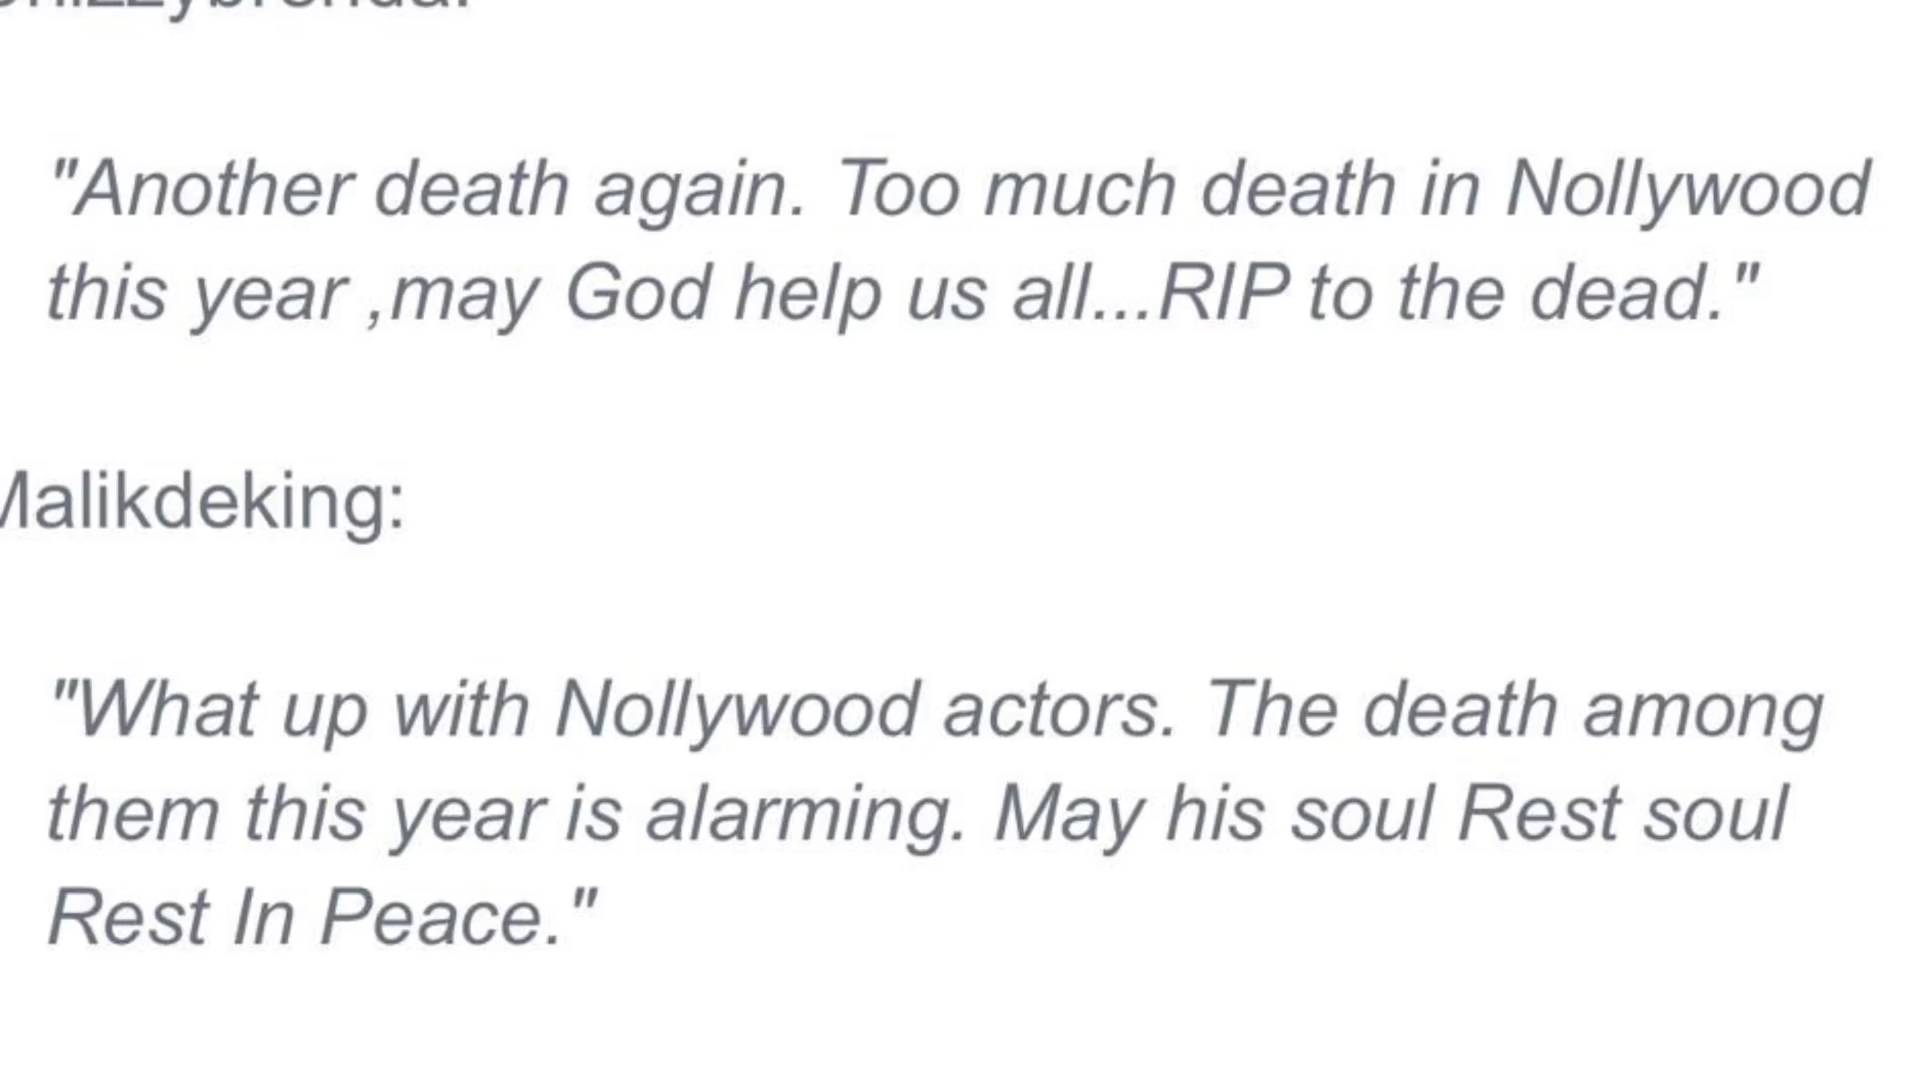 "Another death again. Too much death in Nollywood
this year ,may God help us all...RIP to the dead."
Malikdeking:
"What up with Nollywood actors. The death among
them this year is alarming. May his soul Rest soul
Rest In Peace."